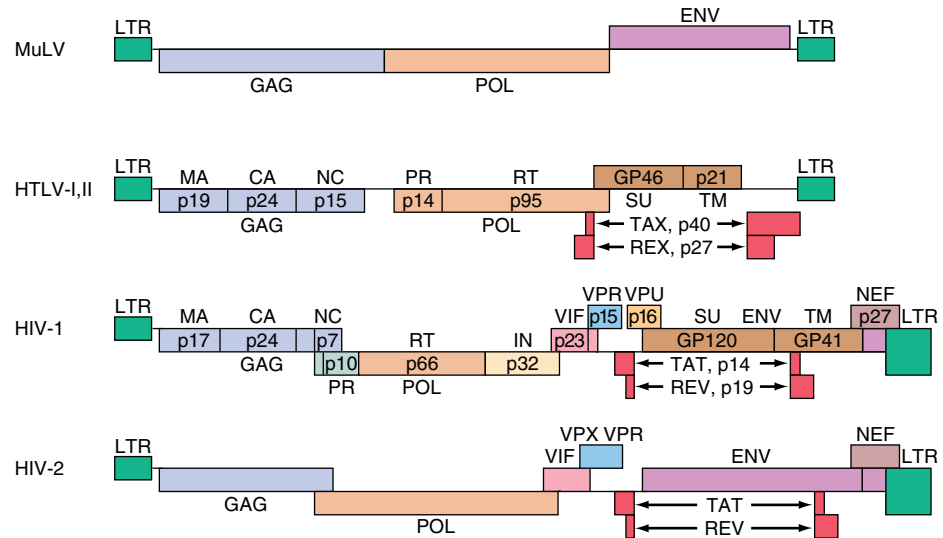 ENV
LTR LTR
MuLV
GAG POL
LTR MA CA NC PR RT LTR
HTLV-I,II p19 p24 p15 p14 p95 GP46 p21
GAG POL SU TM
TAX, p40
REX, p27
VPR VPU NEF
LTR MA CA NC RT IN VIF p15 p16 SU ENV TM p27 LTR
HIV-1 p17 p24 p7 p23 GP120 GP41
GAG p10 p66 p32 TAT, p14
PR POL REV, p19
VPX VPR NEF
LTR VIF ENV LTR
HIV-2
GAG TAT
POL REV